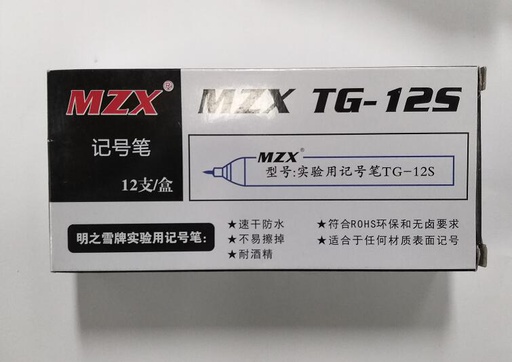 MZX®
记号笔
12支/盒
MZX TG-12S
MZX®
型号:实验用记号笔TG-12S
明之雪牌实验用记号笔:
★速干防水
★不易擦掉
★耐酒精
★符合ROHS环保和无卤要求
★适合于任何材质表面记号